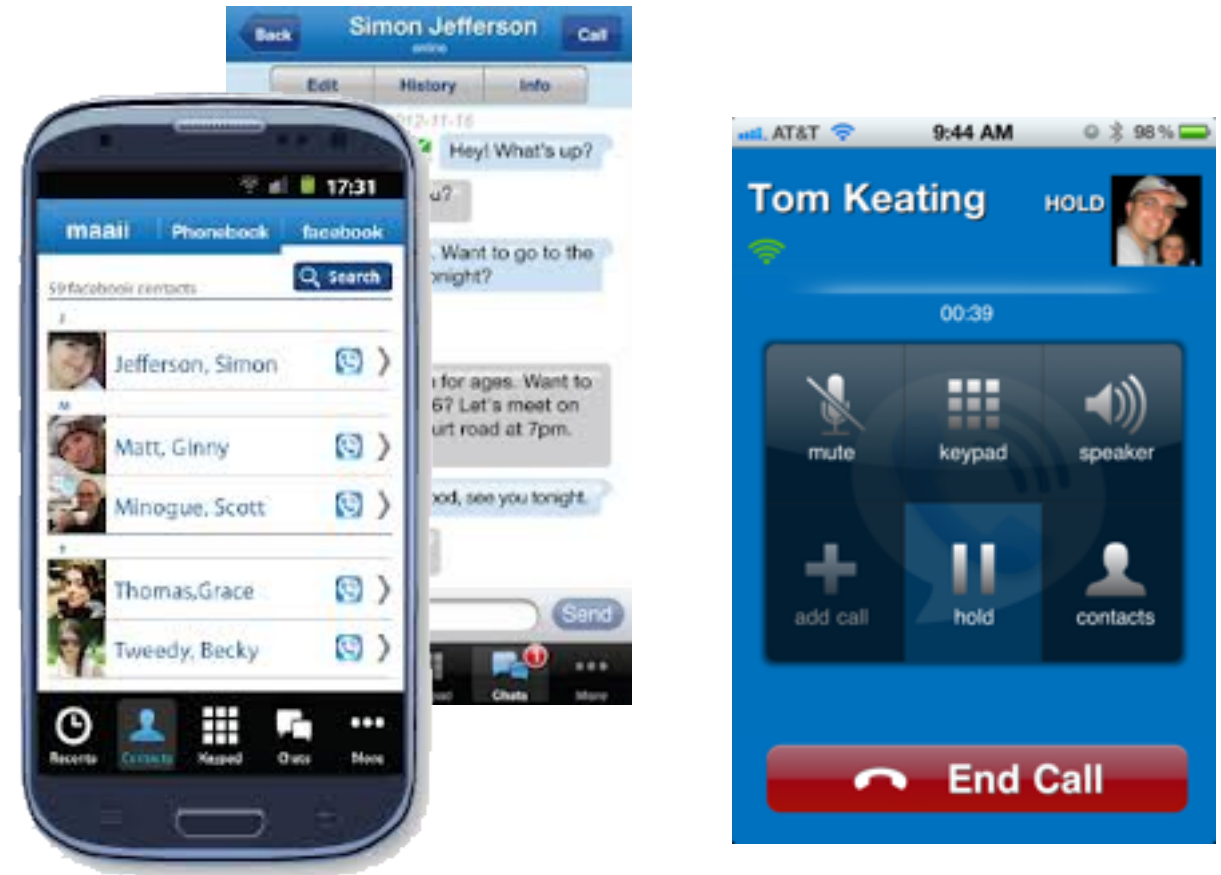 Back
Simon Jefferson
online
Call
Edit
History
Info
2012-11-16
Hey! What's up?
u?
. Want to go to the
onight?
for ages. Want to
6? Let's meet on
urt road at 7pm.
ood, see you tonight.
Send
1
Chats
More
17:31
maaii
Phonebook
facebook
59 facebook contacts
Search
J
Jefferson, Simon
M
Matt, Ginny
Minogue, Scott
T
Thomas,Grace
Tweedy, Becky
Recents
Contacts
Keypad
Chats
More
AT&T
9:44 AM
98%
Tom Keating
HOLD
00:39
mute
keypad
speaker
add call
hold
contacts
End Call